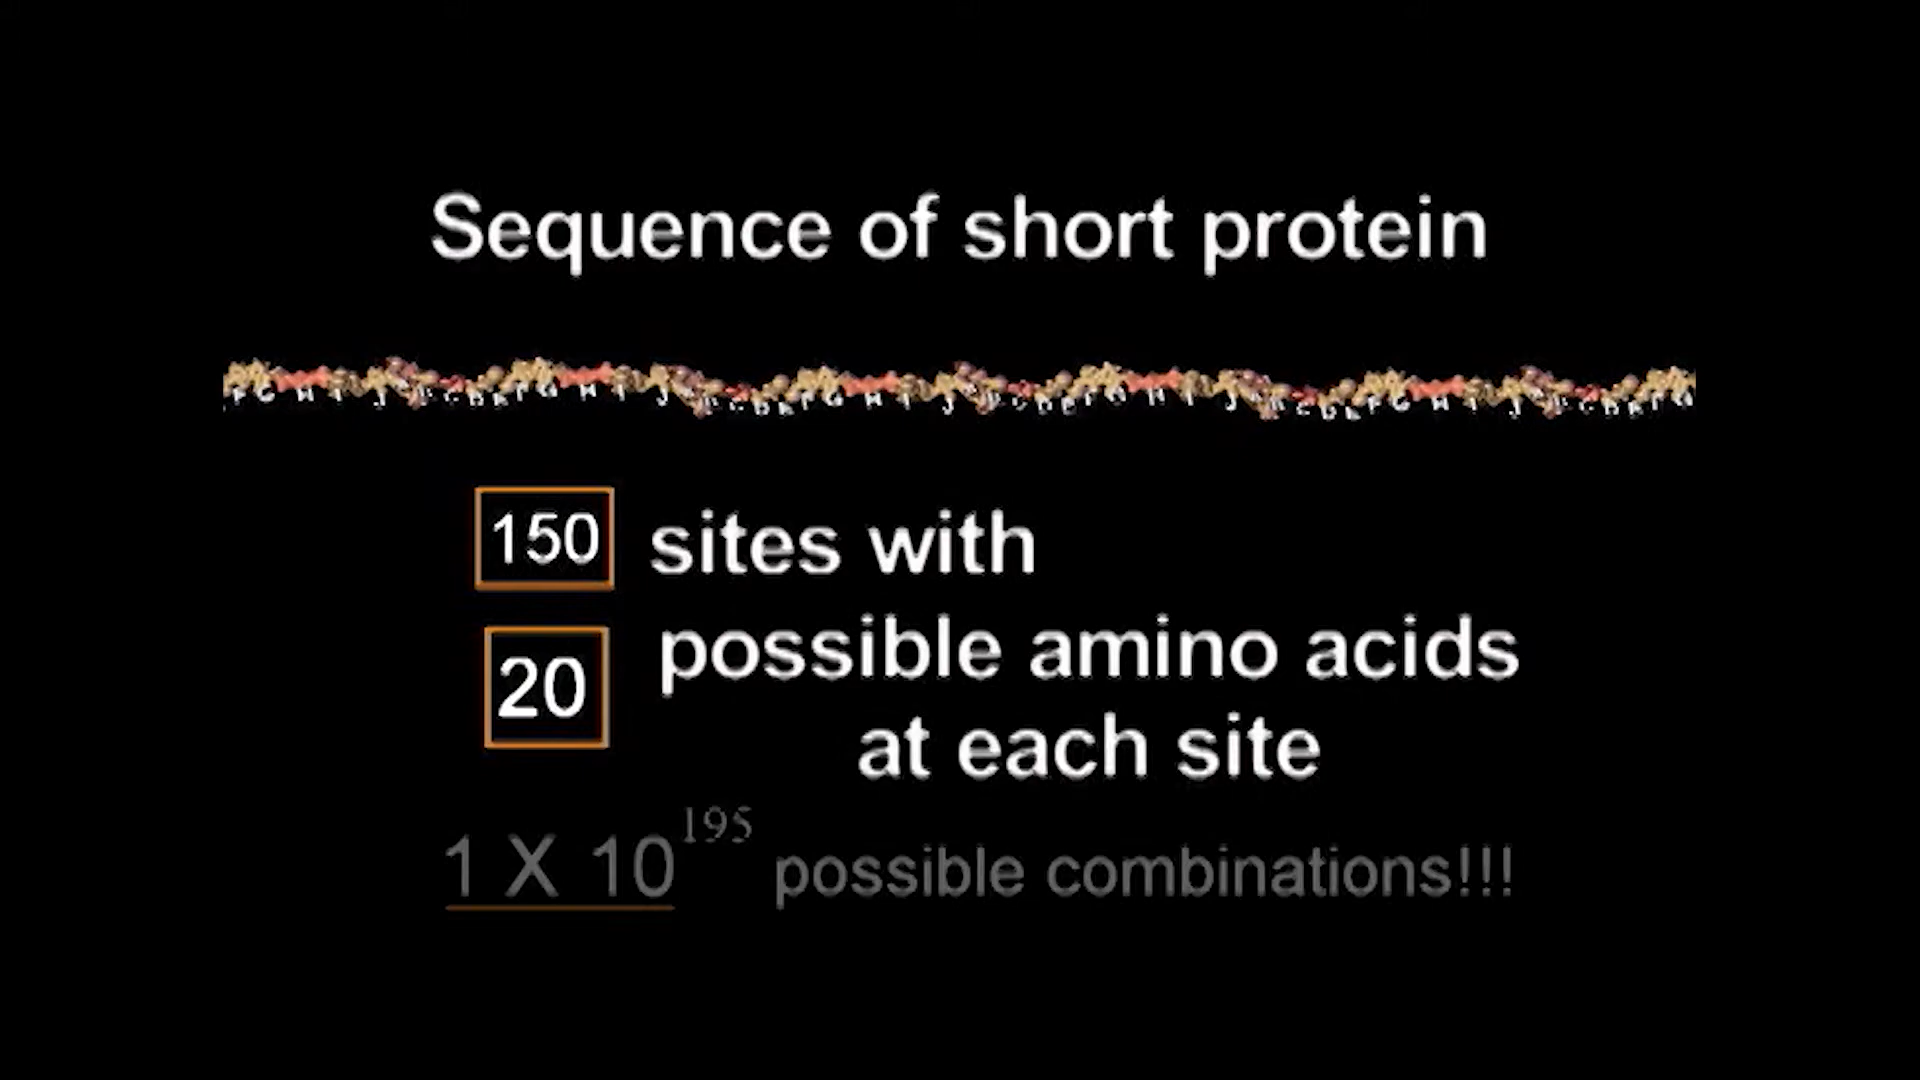 Sequence of short protein
150 sites with
20 possible amino acids
at each site
1 X 10¹⁹⁵ possible combinations!!!